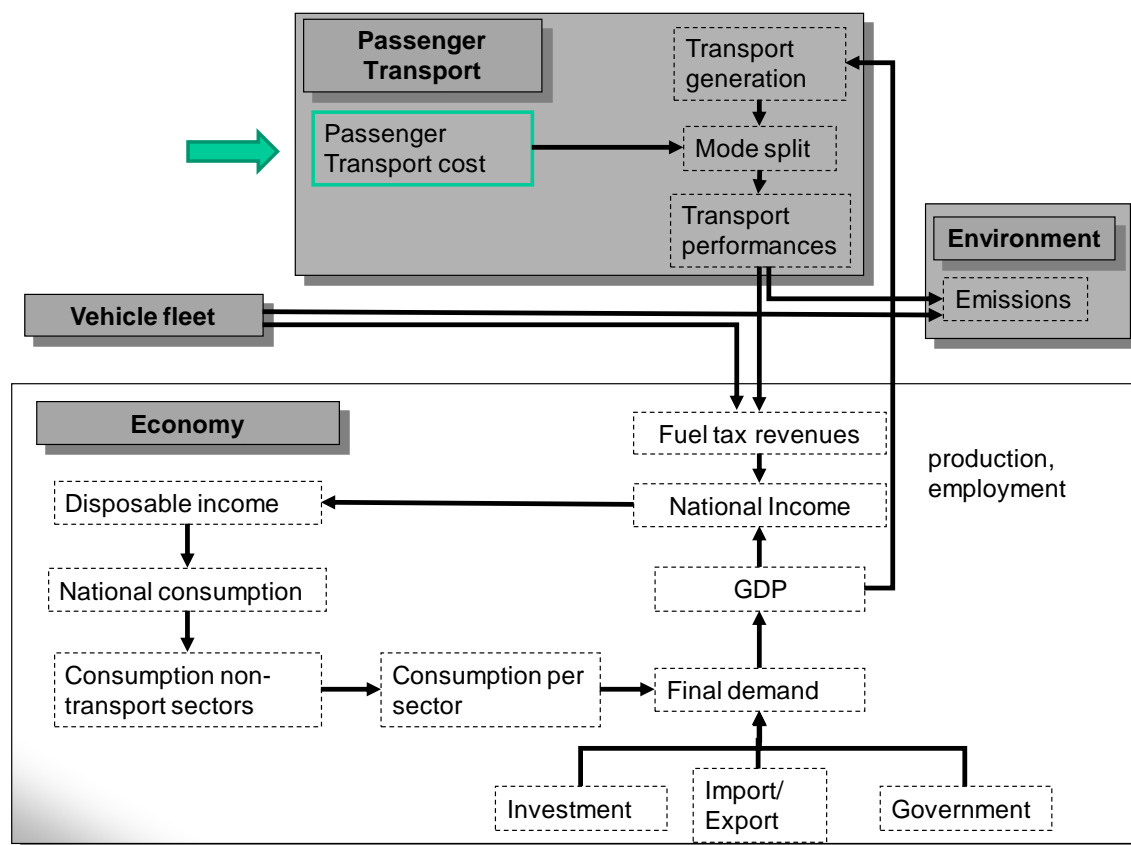 Passenger
Transport
Transport
generation
Passenger
Transport cost
Mode split
Transport
performances
Environment
Emissions
Vehicle fleet
Economy
Fuel tax revenues
production,
employment
Disposable income
National Income
National consumption
GDP
Consumption non-
transport sectors
Consumption per
sector
Final demand
Investment
Import/
Export
Government